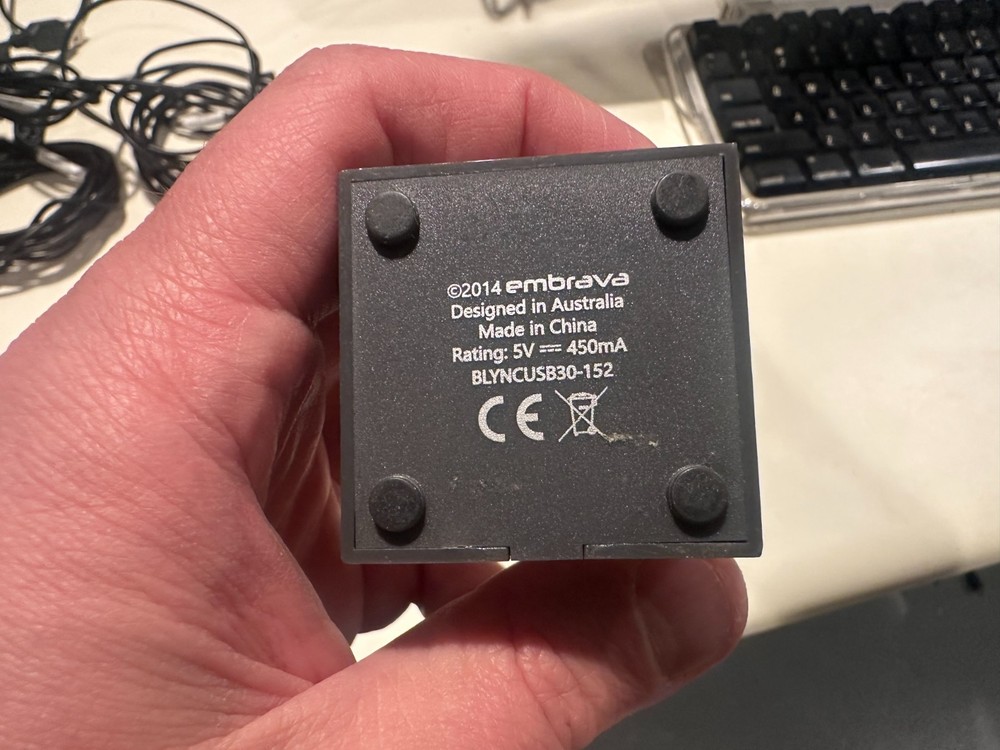 ©2014 embrava
Designed in Australia
Made in China
Rating: 5V ⎓ 450mA
BLYNCUSB30-152
CE